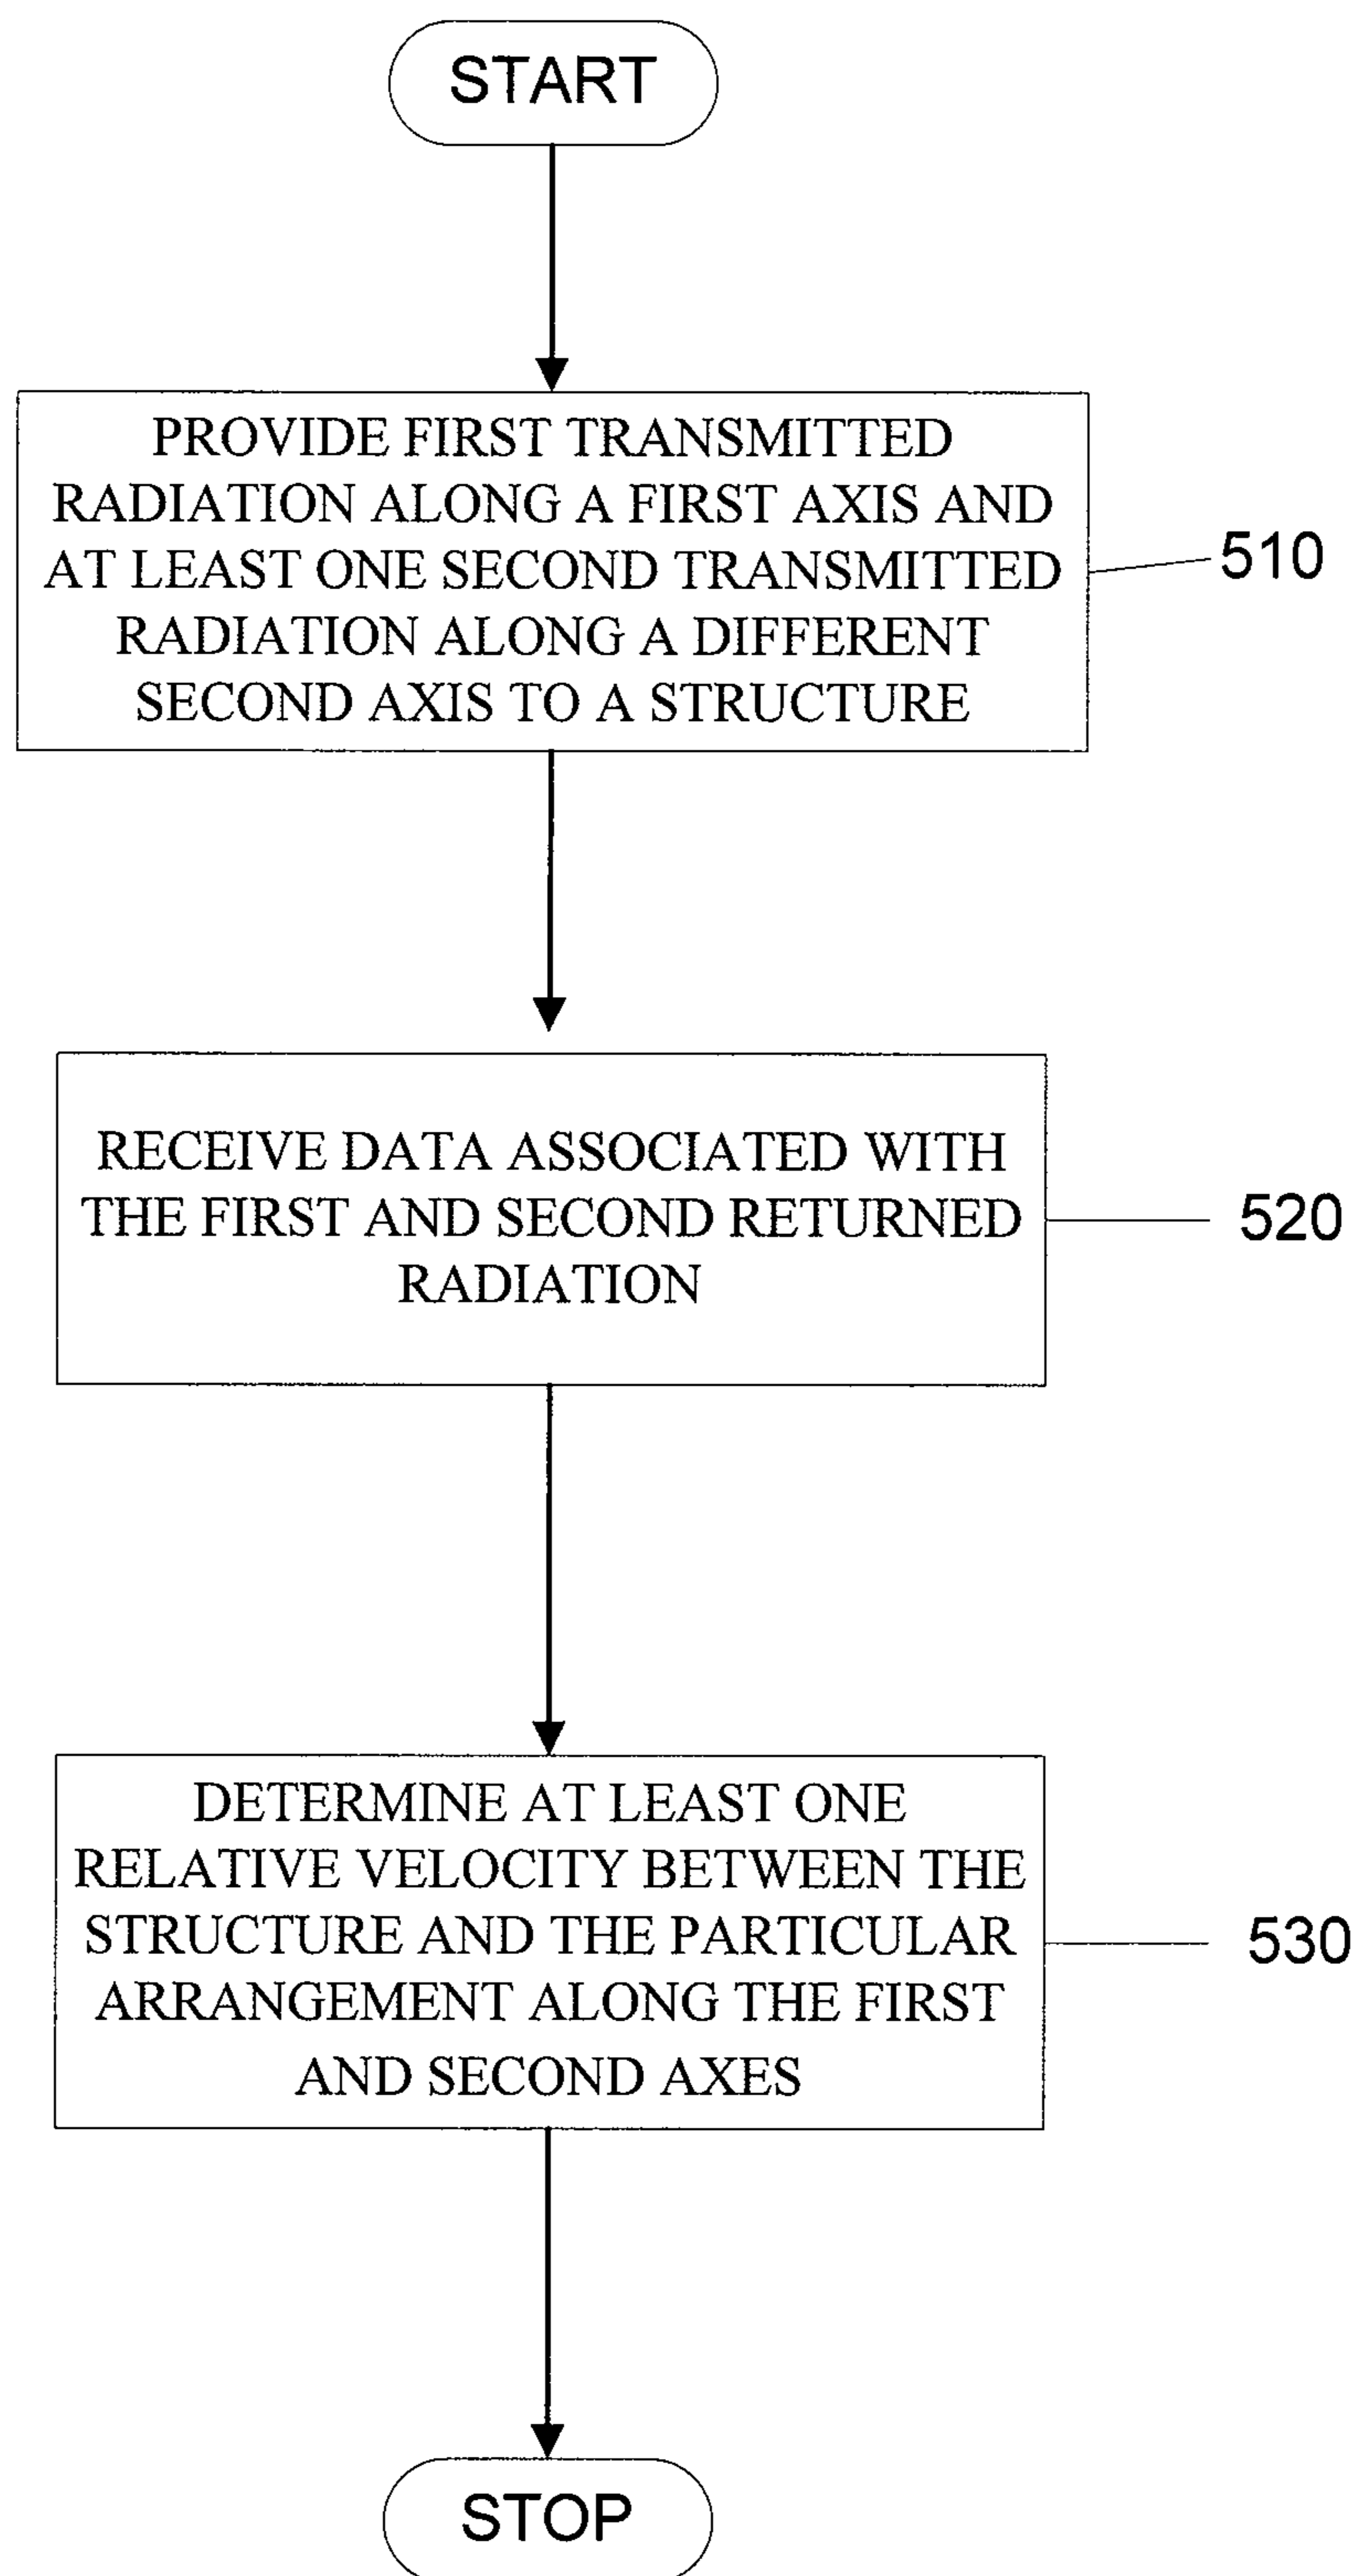 START
PROVIDE FIRST TRANSMITTED
RADIATION ALONG A FIRST AXIS AND
AT LEAST ONE SECOND TRANSMITTED
RADIATION ALONG A DIFFERENT
SECOND AXIS TO A STRUCTURE
510
RECEIVE DATA ASSOCIATED WITH
THE FIRST AND SECOND RETURNED
RADIATION
520
DETERMINE AT LEAST ONE
RELATIVE VELOCITY BETWEEN THE
STRUCTURE AND THE PARTICULAR
ARRANGEMENT ALONG THE FIRST
AND SECOND AXES
530
STOP